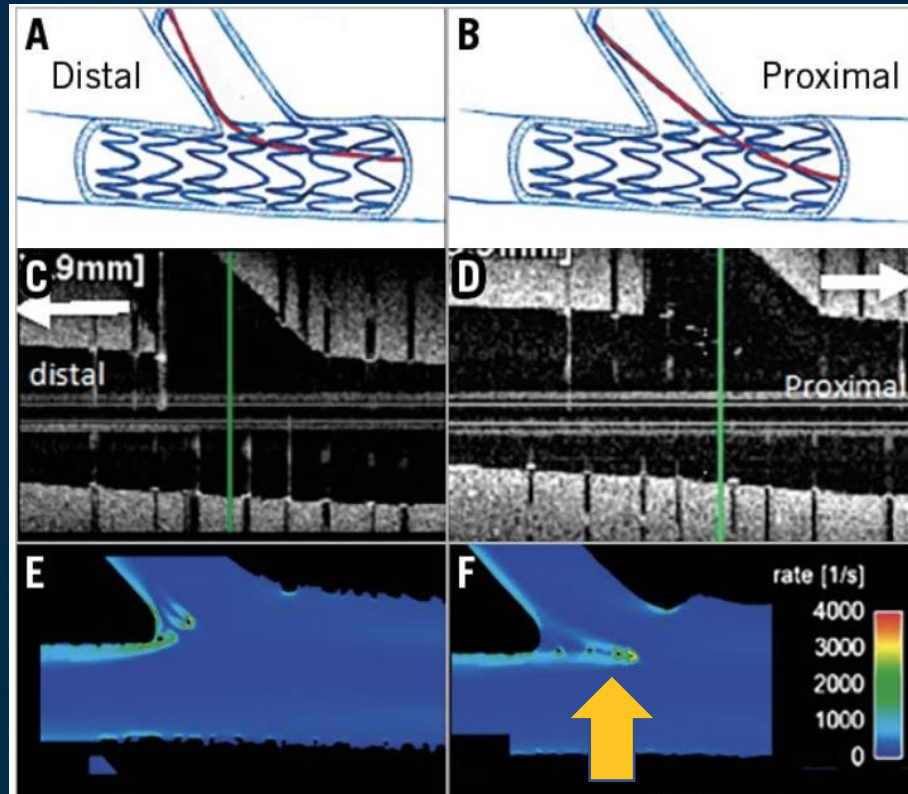 A
Distal
B
Proximal
.9mm]
C
distal
D
Proximal
E
F
rate [1/s]
4000
3000
2000
1000
0